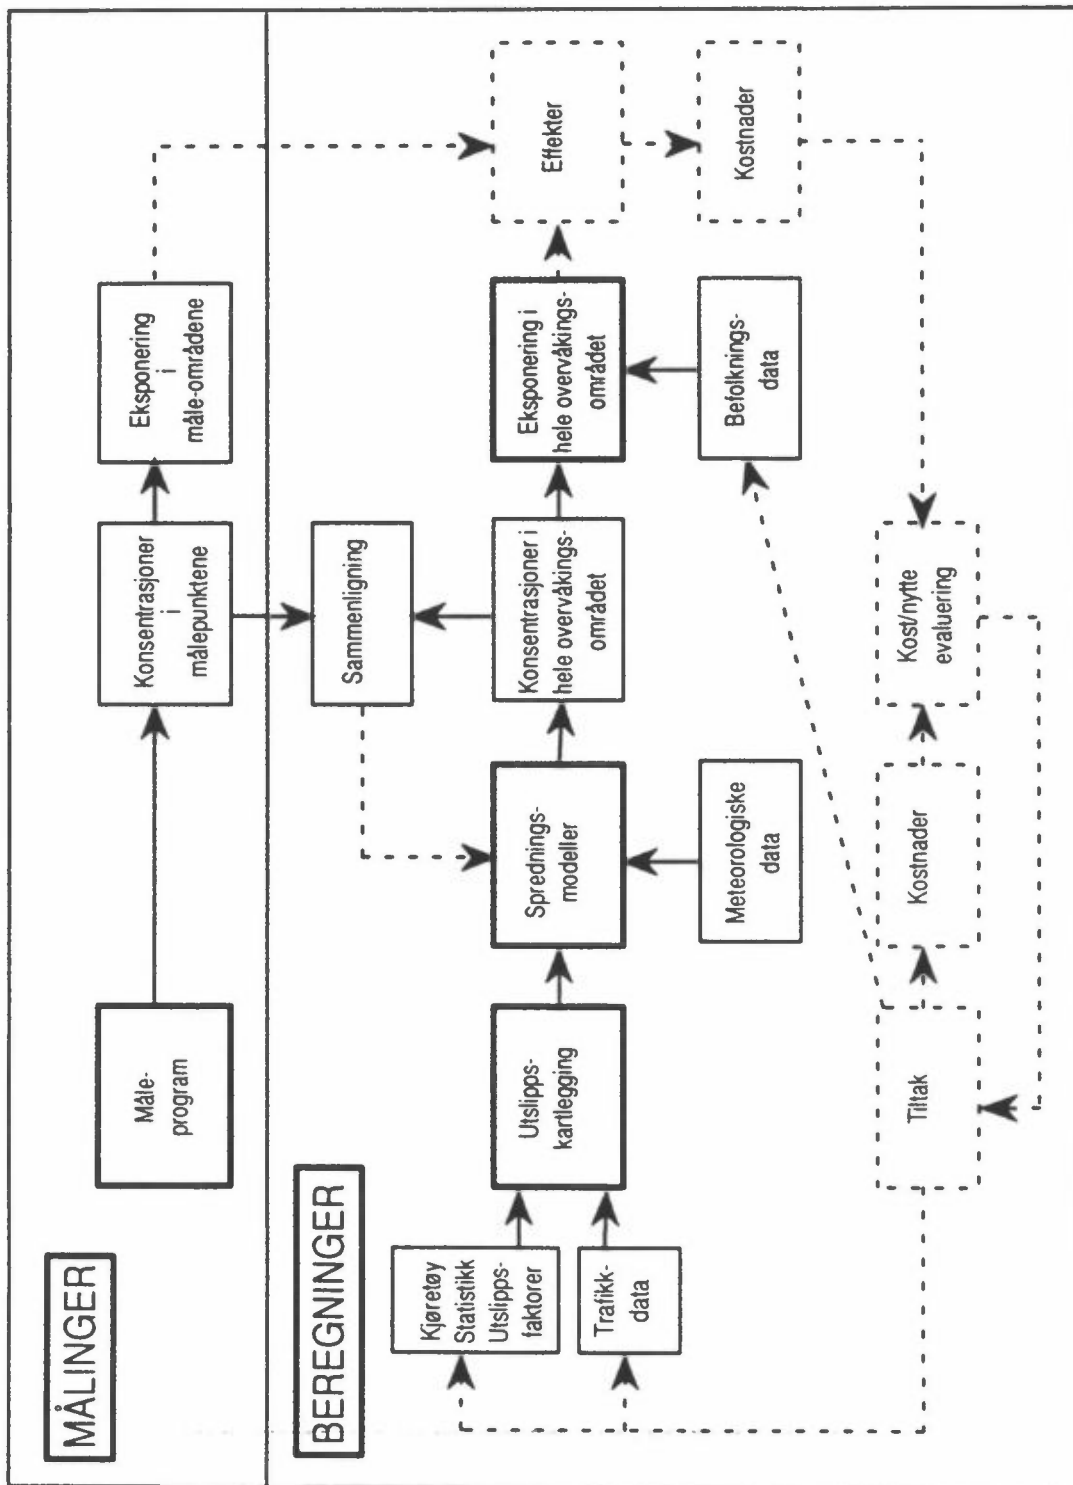 MÅLINGER
Måle-
program
Konsentrasjoner
i
målepunktene
Eksponering
i
måle-områdene
BEREGNINGER
Sammenligning
Kjøretøy
Statistikk
Utslipps-
faktorer
Trafikk-
data
Utslipps-
kartlegging
Sprednings-
modeller
Konsentrasjoner i
hele overvåkings-
området
Eksponering i
hele overvåkings-
området
Effekter
Meteorologiske
data
Befolknings-
data
Kostnader
Tiltak
Kostnader
Kost/nytte
evaluering